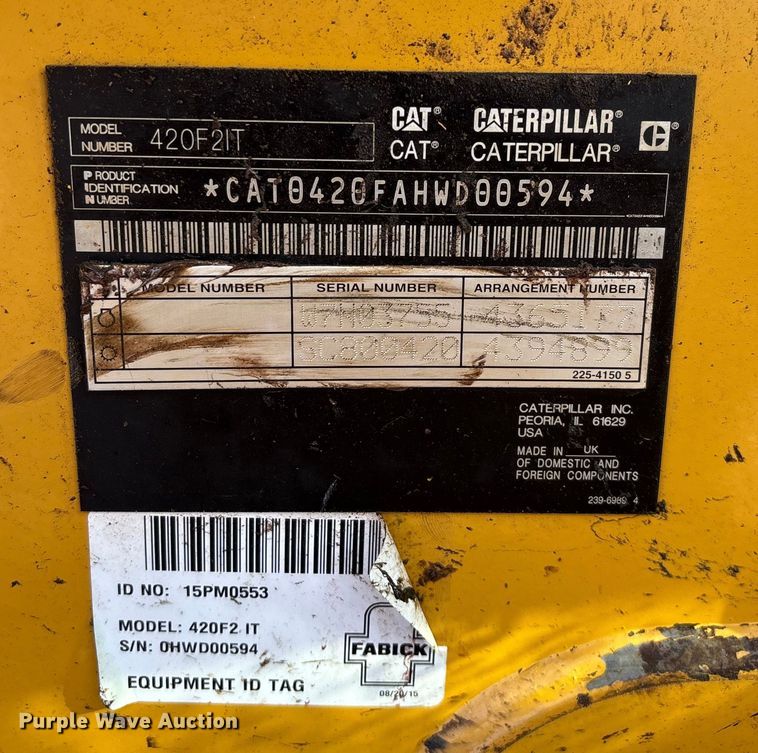 CAT® CATERPILLAR®
CAT® CATERPILLAR®
MODEL NUMBER 420F2IT
PRODUCT IDENTIFICATION NUMBER *CAT0420FAHWD00594*
MODEL NUMBER SERIAL NUMBER ARRANGEMENT NUMBER
SC800420 4394899
225-4150 5
CATERPILLAR INC.
PEORIA, IL 61629
USA
MADE IN UK
OF DOMESTIC AND
FOREIGN COMPONENTS
239-6989 4
ID NO: 15PM0553
MODEL: 420F2 IT
S/N: 0HWD00594
FABICK
EQUIPMENT ID TAG
08/20/15
Purple Wave Auction